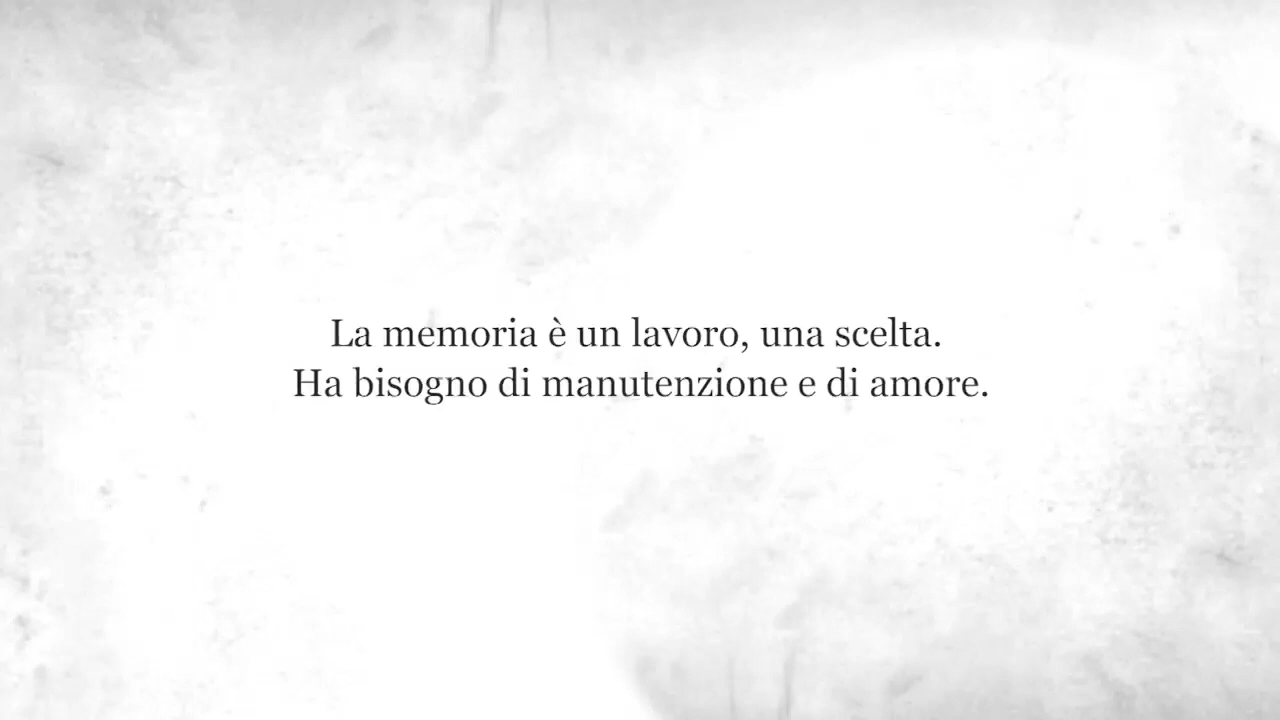 La memoria è un lavoro, una scelta.
Ha bisogno di manutenzione e di amore.